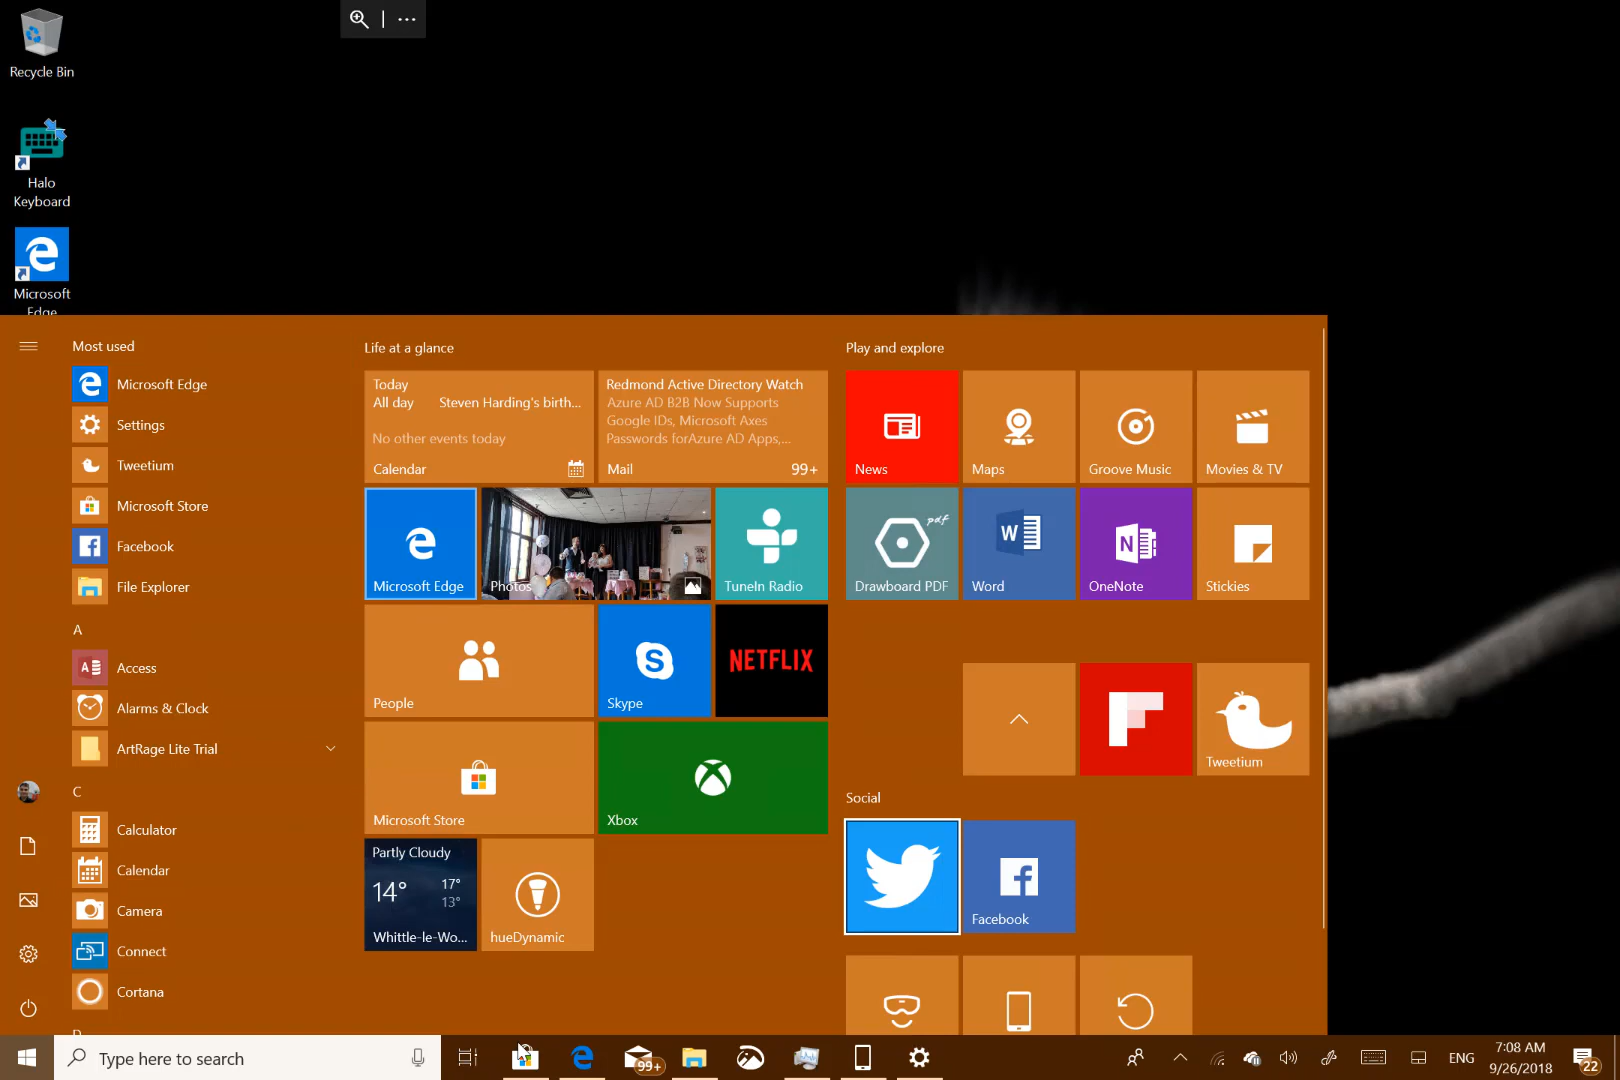 Recycle Bin
Halo
Keyboard
Microsoft
Edge
Most used
Microsoft Edge
Settings
Tweetium
Microsoft Store
Facebook
File Explorer
A
Access
Alarms & Clock
ArtRage Lite Trial
C
Calculator
Calendar
Camera
Connect
Cortana
D
Life at a glance
Today
All day Steven Harding's birth...
No other events today
Calendar
Redmond Active Directory Watch
Azure AD B2B Now Supports
Google IDs, Microsoft Axes
Passwords forAzure AD Apps,...
Mail 99+
Microsoft Edge
Photos
TuneIn Radio
People
Skype
NETFLIX
Microsoft Store
Xbox
Partly Cloudy
14° 17°
13°
Whittle-le-Wo...
hueDynamic
Play and explore
News
Maps
Groove Music
Movies & TV
pdf
Drawboard PDF
W
Word
N
OneNote
Stickies
Tweetium
Social
Facebook
Type here to search
99+
ENG
7:08 AM
9/26/2018
22